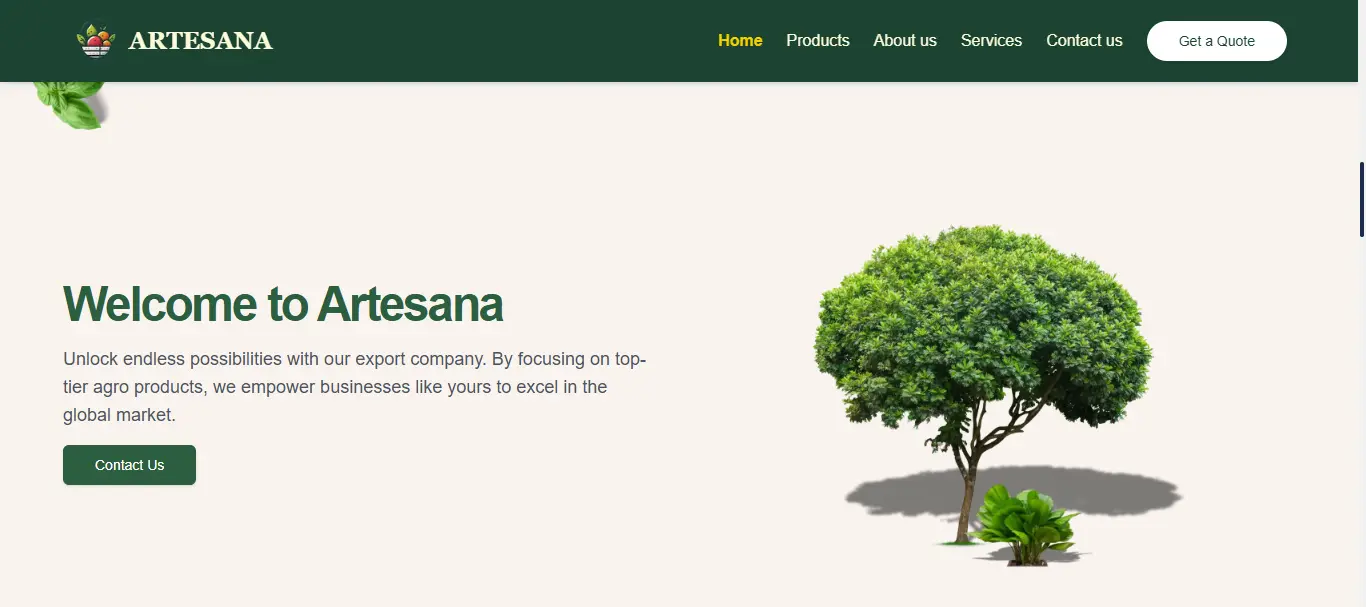 ARTESANA
Home
Products
About us
Services
Contact us
Get a Quote
Welcome to Artesana
Unlock endless possibilities with our export company. By focusing on top-
tier agro products, we empower businesses like yours to excel in the
global market.
Contact Us